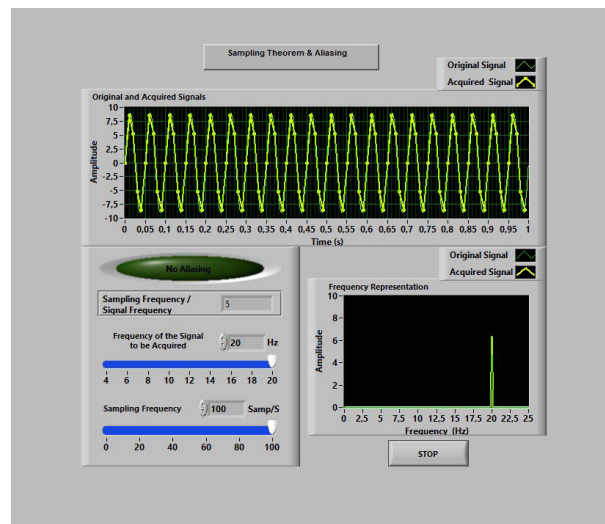 Sampling Theorem & Aliasing
Original Signal
Acquired Signal
Original and Acquired Signals
10
7,5
5
2,5
0
-2,5
-5
-7,5
-10
Amplitude
0 0,05 0,1 0,15 0,2 0,25 0,3 0,35 0,4 0,45 0,5 0,55 0,6 0,65 0,7 0,75 0,8 0,85 0,9 0,95 1
Time (s)
No Aliasing
Sampling Frequency /
Signal Frequency
5
Frequency of the Signal
to be Acquired
20 Hz
4 6 8 10 12 14 16 18 20
Sampling Frequency 100 Samp/S
0 20 40 60 80 100
Original Signal
Acquired Signal
Frequency Representation
10
8
6
4
2
0
Amplitude
0 2,5 5 7,5 10 12,5 15 17,5 20 22,5 25
Frequency (Hz)
STOP